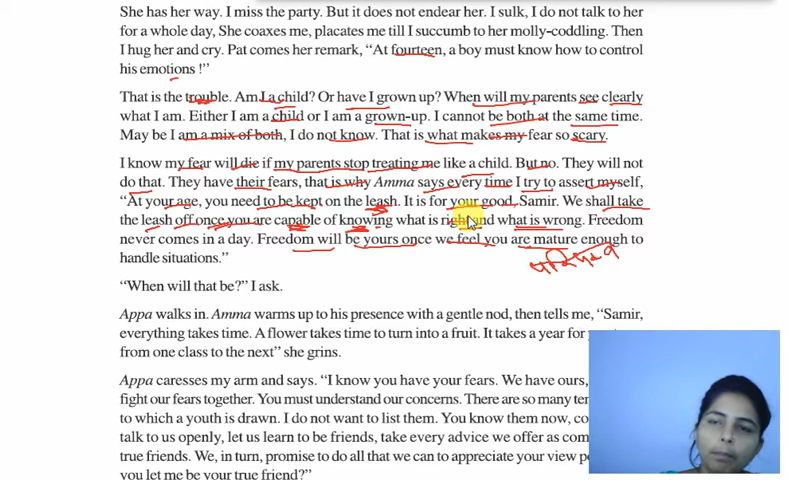 She has her way. I miss the party. But it does not endear her. I sulk, I do not talk to her
for a whole day, She coaxes me, placates me till I succumb to her molly-coddling. Then
I hug her and cry. Pat comes her remark, “At fourteen, a boy must know how to control
his emotions !”
That is the trouble. Am I a child? Or have I grown up? When will my parents see clearly
what I am. Either I am a child or I am a grown-up. I cannot be both at the same time.
May be I am a mix of both, I do not know. That is what makes my fear so scary.
I know my fear will die if my parents stop treating me like a child. But no. They will not
do that. They have their fears, that is why Amma says every time I try to assert myself,
“At your age, you need to be kept on the leash. It is for your good, Samir. We shall take
the leash off once you are capable of knowing what is right and what is wrong. Freedom
never comes in a day. Freedom will be yours once we feel you are mature enough to
परिपक्व
handle situations.”
“When will that be?” I ask.
Appa walks in. Amma warms up to his presence with a gentle nod, then tells me, “Samir,
everything takes time. A flower takes time to turn into a fruit. It takes a year for
from one class to the next” she grins.
Appa caresses my arm and says. “I know you have your fears. We have ours,
fight our fears together. You must understand our concerns. There are so many
to which a youth is drawn. I do not want to list them. You know them now,
talk to us openly, let us learn to be friends, take every advice we offer as
true friends. We, in turn, promise to do all that we can to appreciate your view
you let me be your true friend?”